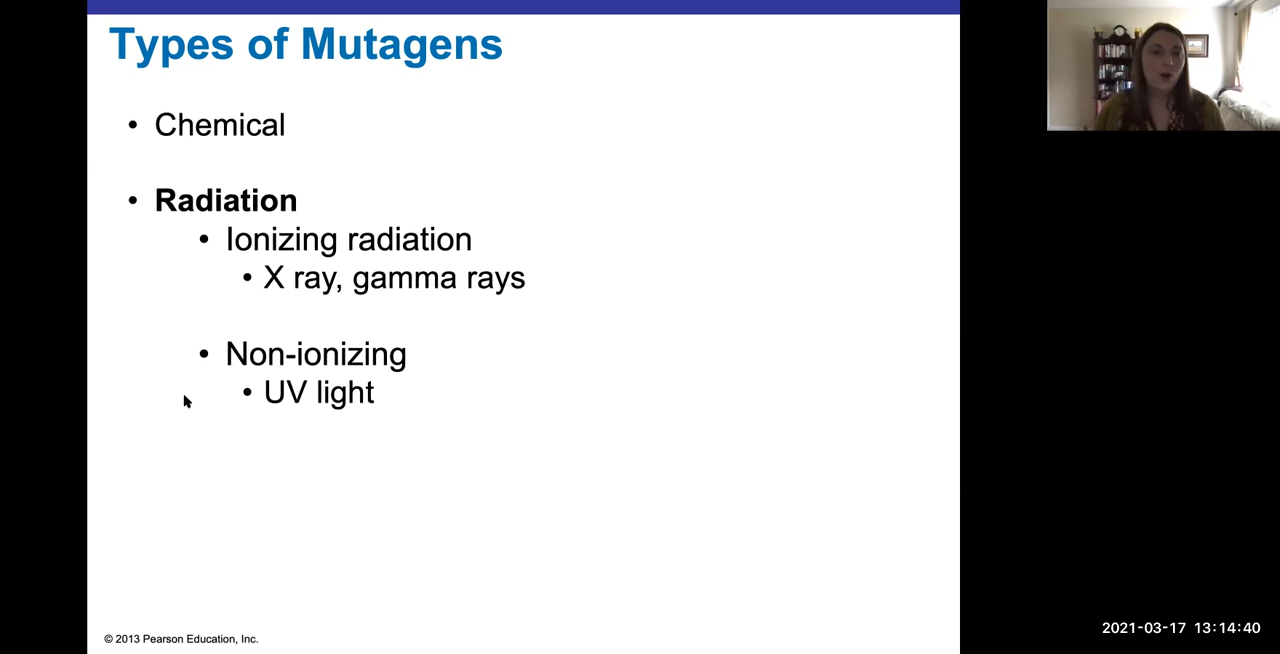 Types of Mutagens
• Chemical
• Radiation
• Ionizing radiation
• X ray, gamma rays
• Non-ionizing
• UV light
© 2013 Pearson Education, Inc.
2021-03-17 13:14:40